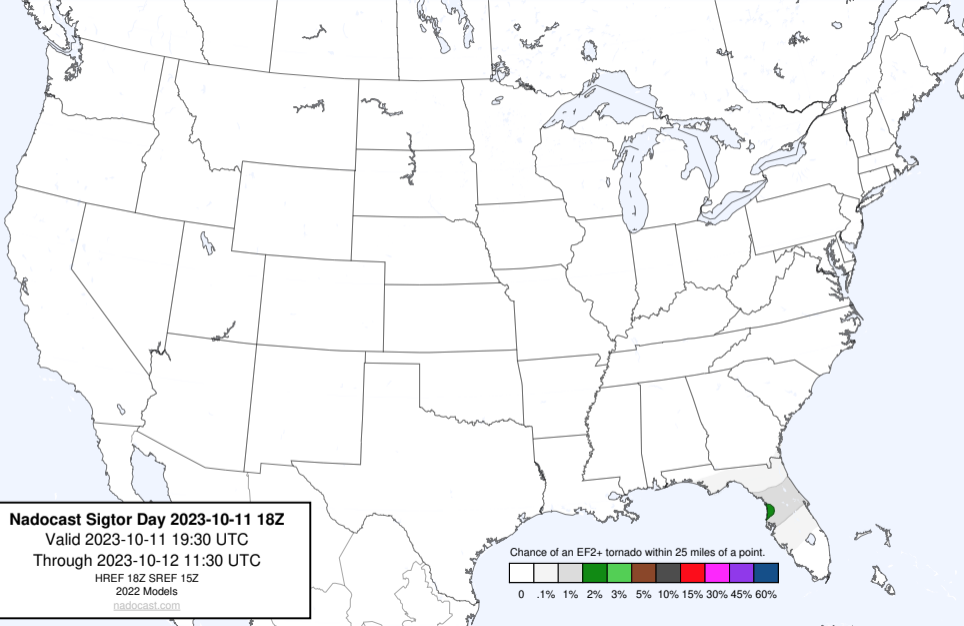 Nadocast Sigtor Day 2023-10-11 18Z
Valid 2023-10-11 19:30 UTC
Through 2023-10-12 11:30 UTC
HREF 18Z SREF 15Z
2022 Models
nadocast.com
Chance of an EF2+ tornado within 25 miles of a point.
0 .1% 1% 2% 3% 5% 10% 15% 30% 45% 60%